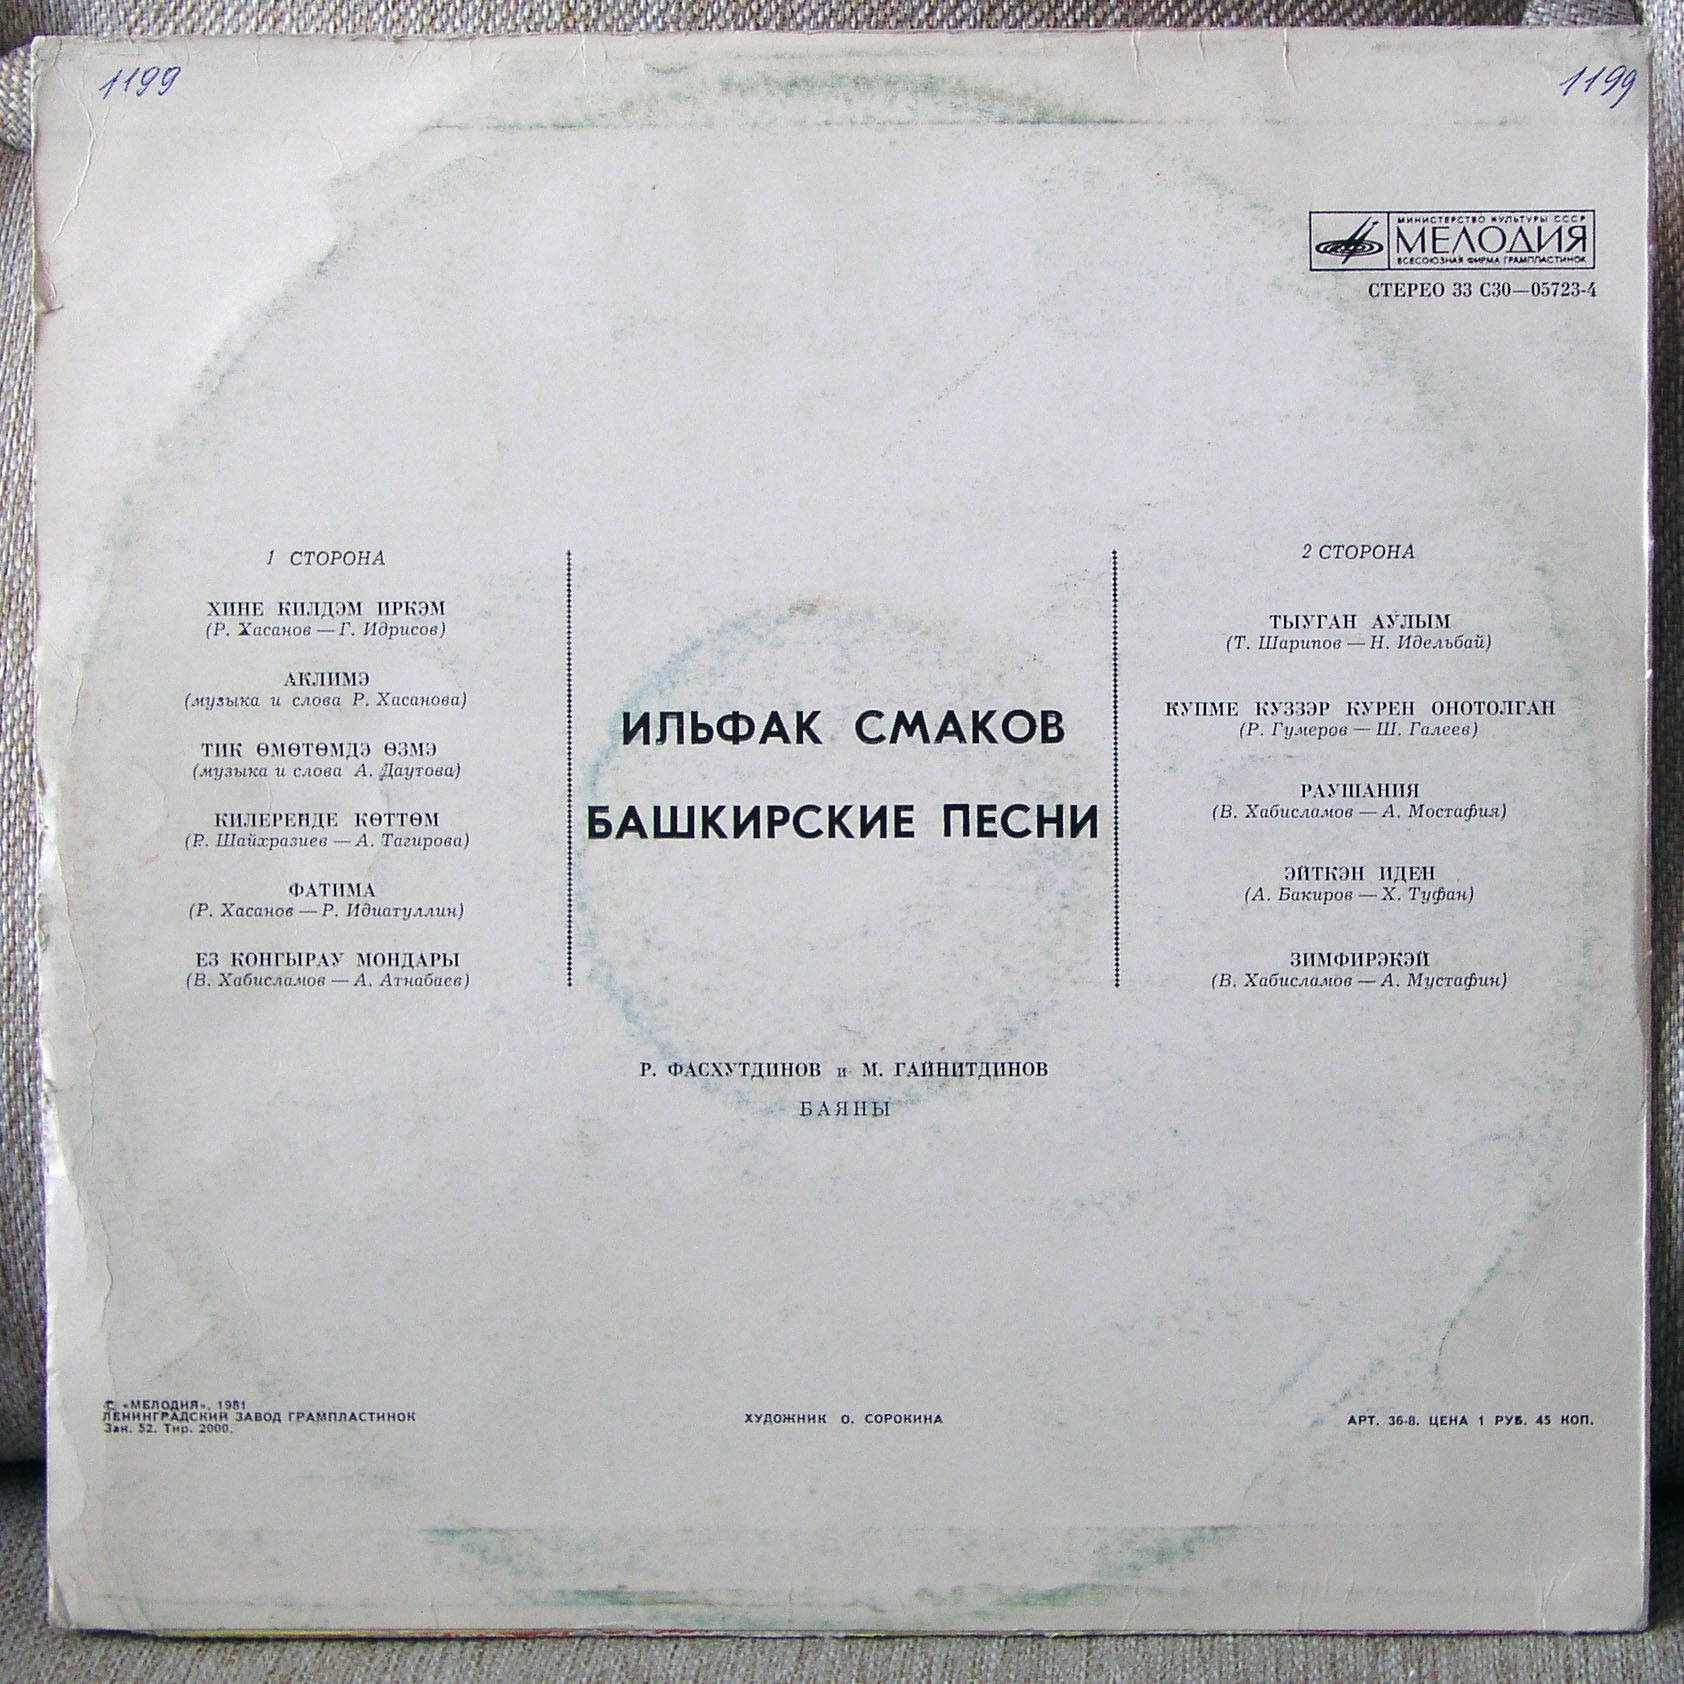 1199
1199
МИНИСТЕРСТВО КУЛЬТУРЫ СССР
МЕЛОДИЯ
ВСЕСОЮЗНАЯ ФИРМА ГРАМПЛАСТИНОК
СТЕРЕО 33 С30—05723-4
1 СТОРОНА
ХИНЕ КИЛДЭМ ИРКЭМ
(Р. Хасанов — Г. Идрисов)
АКЛИМЭ
(музыка и слова Р. Хасанова)
ТИК ӨМӨТӨМДЭ ӨЗМЭ
(музыка и слова А. Даутова)
КИЛЕРЕНДЕ КӨТТӨМ
(Р. Шайхразиев — А. Тагирова)
ФАТИМА
(Р. Хасанов — Р. Идиатуллин)
ЕЗ КОНГЫРАУ МОНДАРЫ
(В. Хабисламов — А. Атнабаев)
ИЛЬФАК СМАКОВ
БАШКИРСКИЕ ПЕСНИ
2 СТОРОНА
ТЫУГАН АУЛЫМ
(Т. Шарипов — Н. Идельбай)
КУПМЕ КУЗЗЭР КУРЕН ОНОТОЛГАН
(Р. Гумеров — Ш. Галеев)
РАУШАНИЯ
(В. Хабисламов — А. Мостафия)
ЭЙТКЭН ИДЕН
(А. Бакиров — Х. Туфан)
ЗИМФИРЭКЭЙ
(В. Хабисламов — А. Мустафин)
Р. ФАСХУТДИНОВ и М. ГАЙНИТДИНОВ
БАЯНЫ
© «МЕЛОДИЯ», 1981
ЛЕНИНГРАДСКИЙ ЗАВОД ГРАМПЛАСТИНОК
Зак. 52. Тир. 2000.
ХУДОЖНИК О. СОРОКИНА
АРТ. 36-8. ЦЕНА 1 РУБ. 45 КОП.